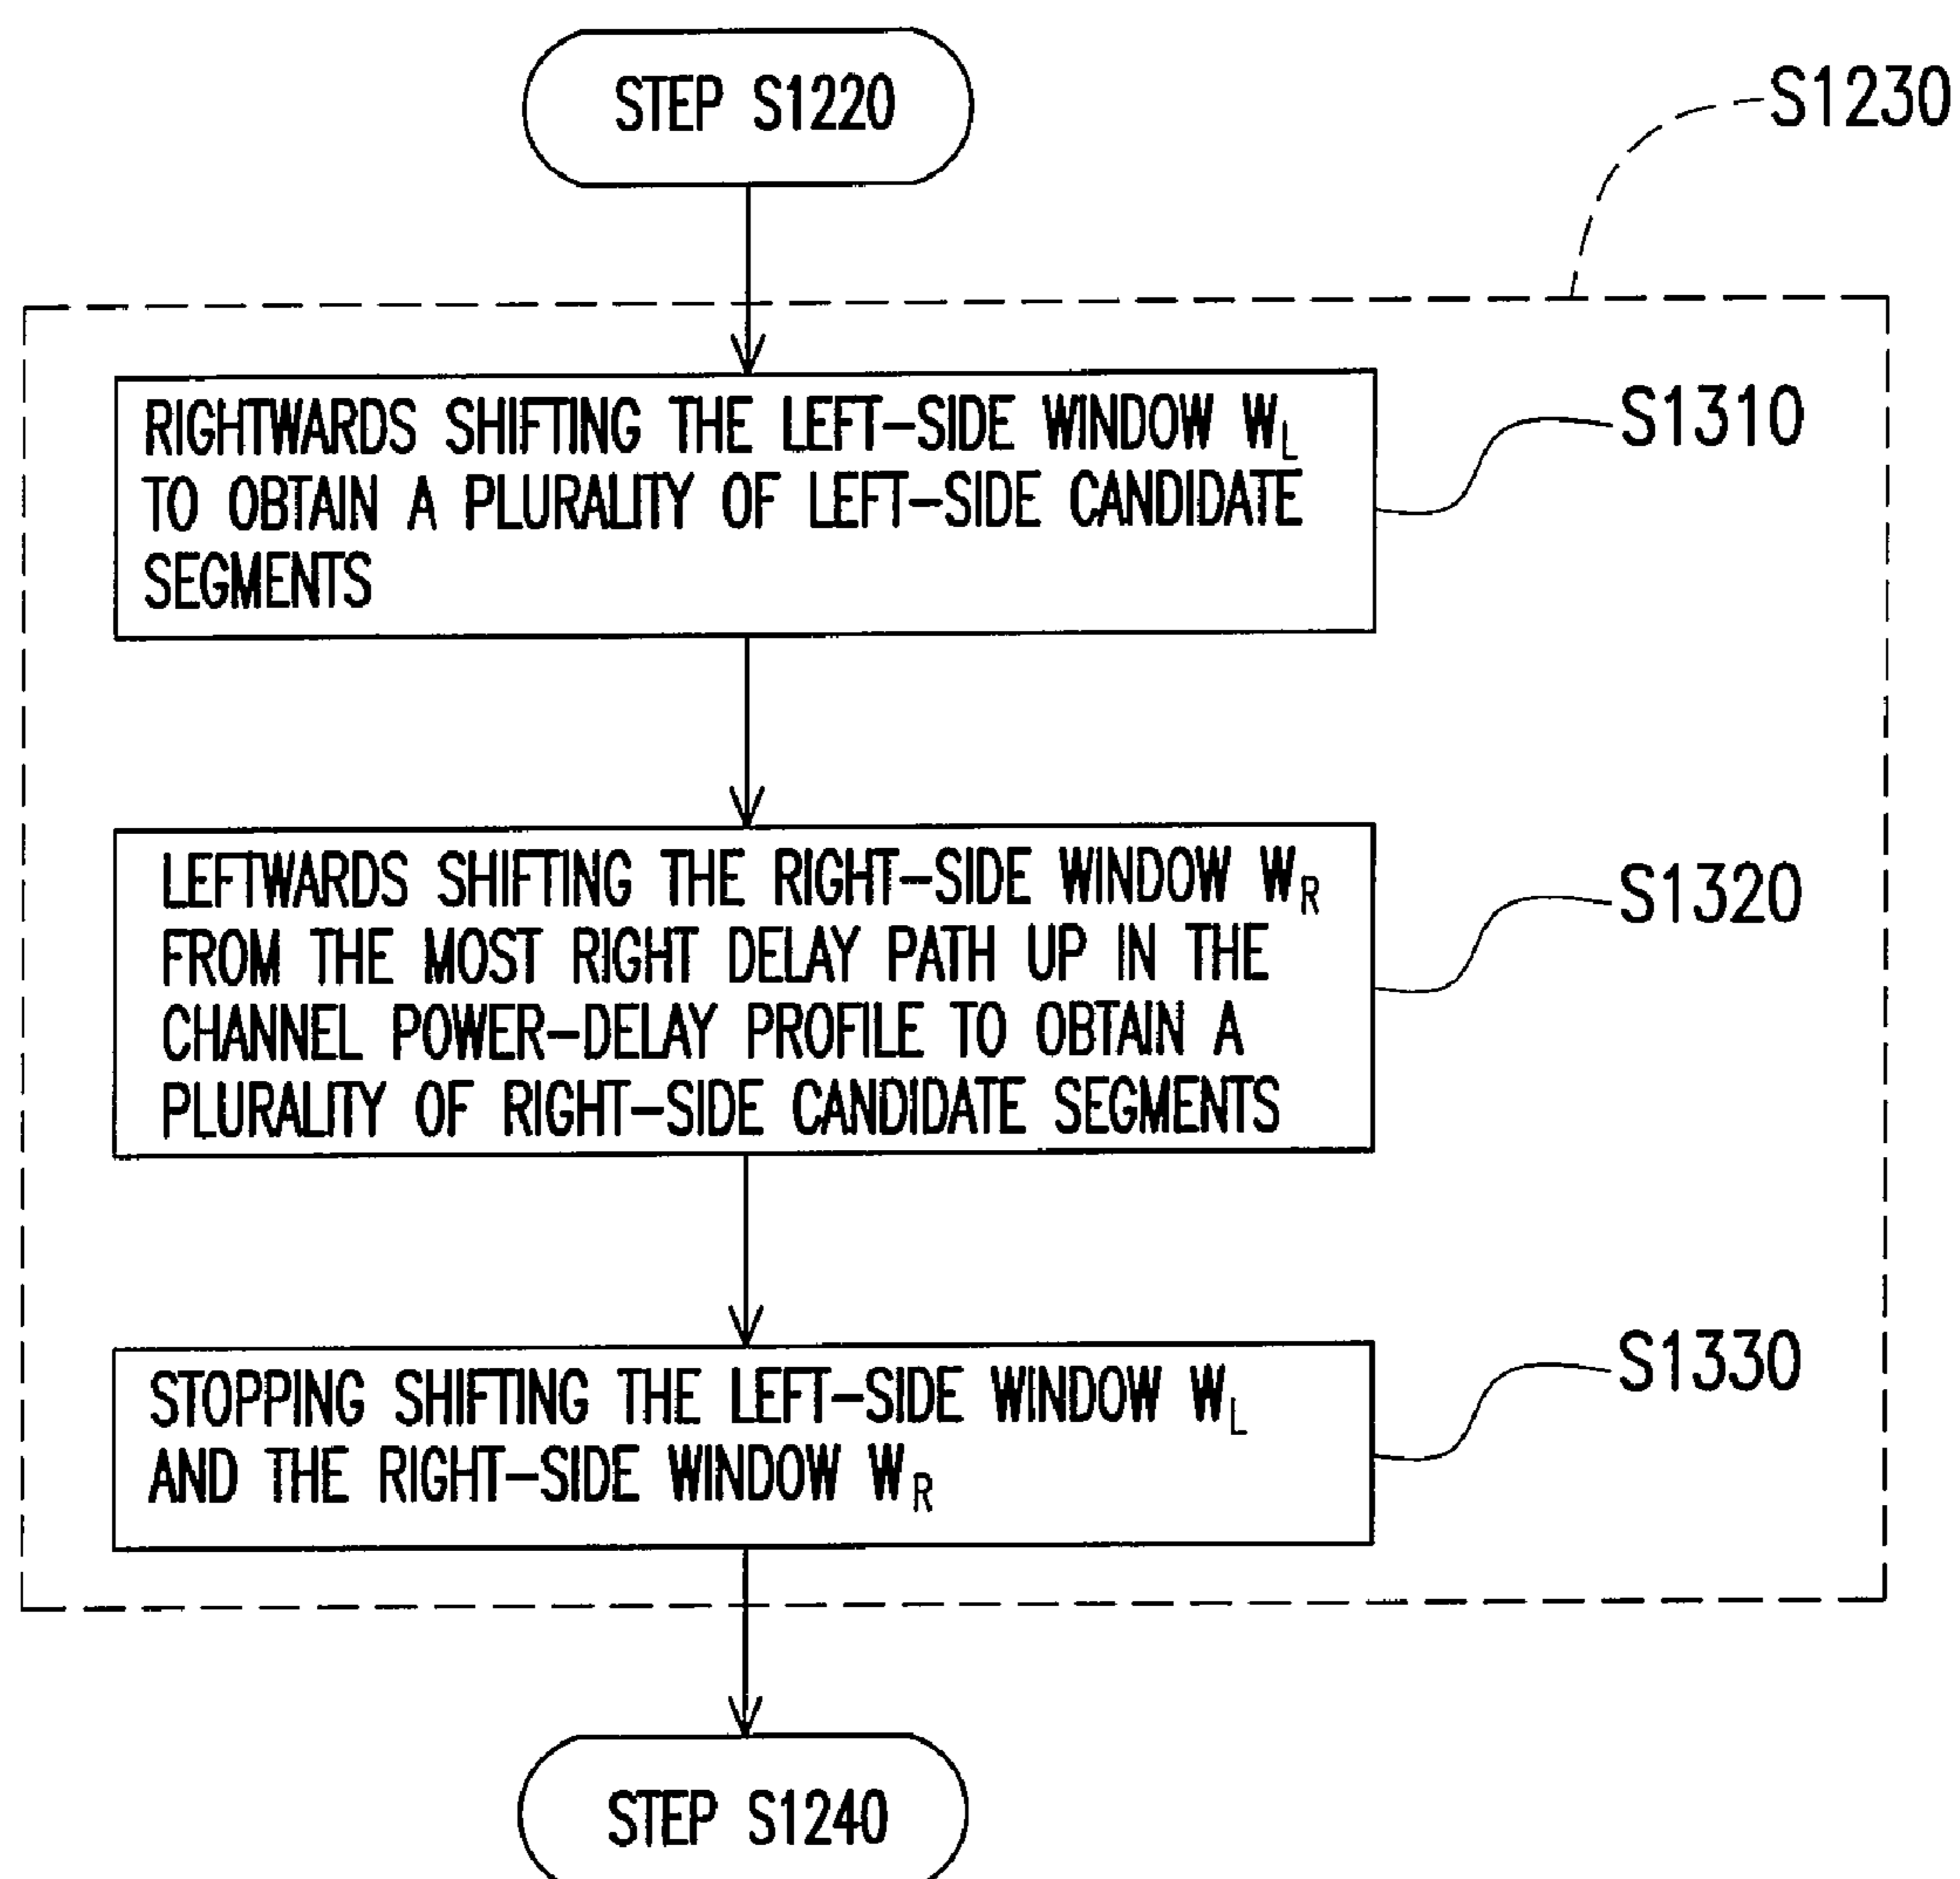 STEP S1220
S1230
RIGHTWARDS SHIFTING THE LEFT-SIDE WINDOW WL
TO OBTAIN A PLURALITY OF LEFT-SIDE CANDIDATE
SEGMENTS
S1310
LEFTWARDS SHIFTING THE RIGHT-SIDE WINDOW WR
FROM THE MOST RIGHT DELAY PATH UP IN THE
CHANNEL POWER-DELAY PROFILE TO OBTAIN A
PLURALITY OF RIGHT-SIDE CANDIDATE SEGMENTS
S1320
STOPPING SHIFTING THE LEFT-SIDE WINDOW WL
AND THE RIGHT-SIDE WINDOW WR
S1330
STEP S1240